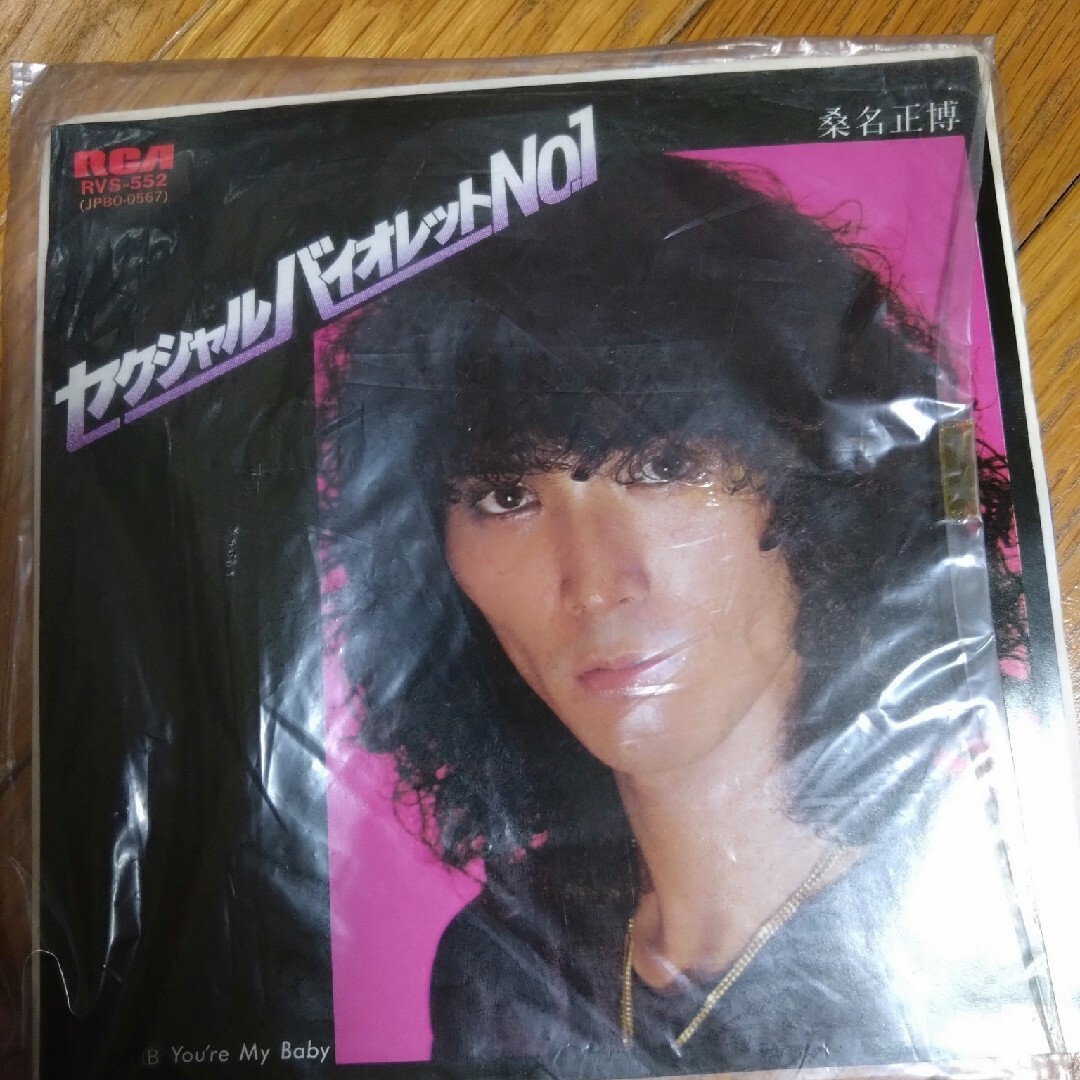 RCA
RVS-552
(JPBO-0567)
セクシャルバイオレットNo.1
桑名正博
Ⓑ You're My Baby